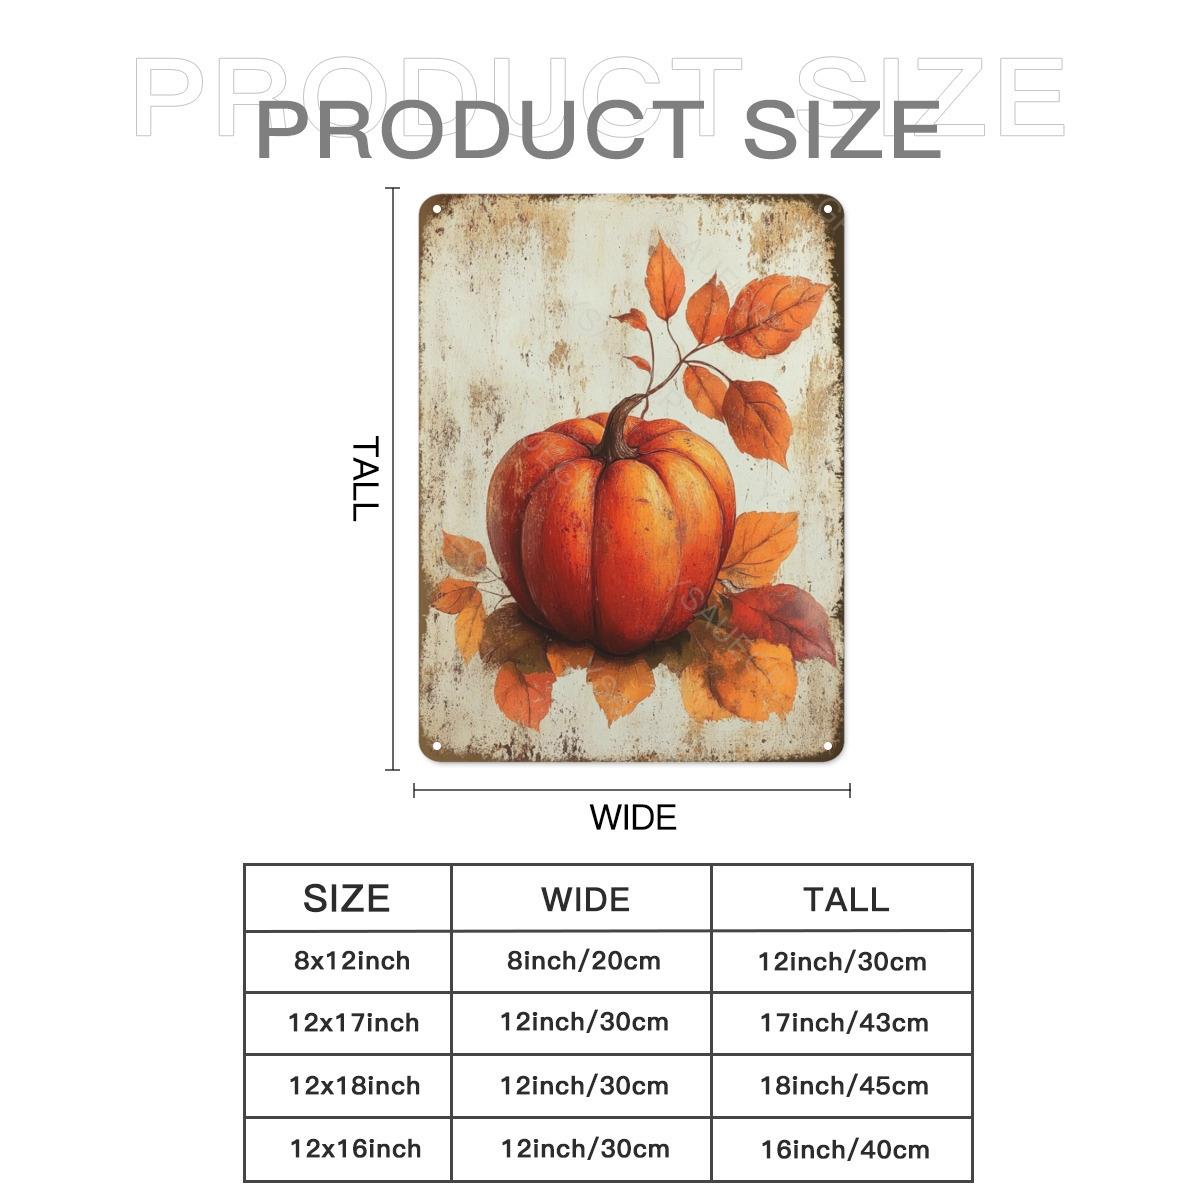 PRODUCT SIZE
PRODUCT SIZE
TALL
WIDE
SIZE WIDE TALL
8x12inch 8inch/20cm 12inch/30cm
12x17inch 12inch/30cm 17inch/43cm
12x18inch 12inch/30cm 18inch/45cm
12x16inch 12inch/30cm 16inch/40cm